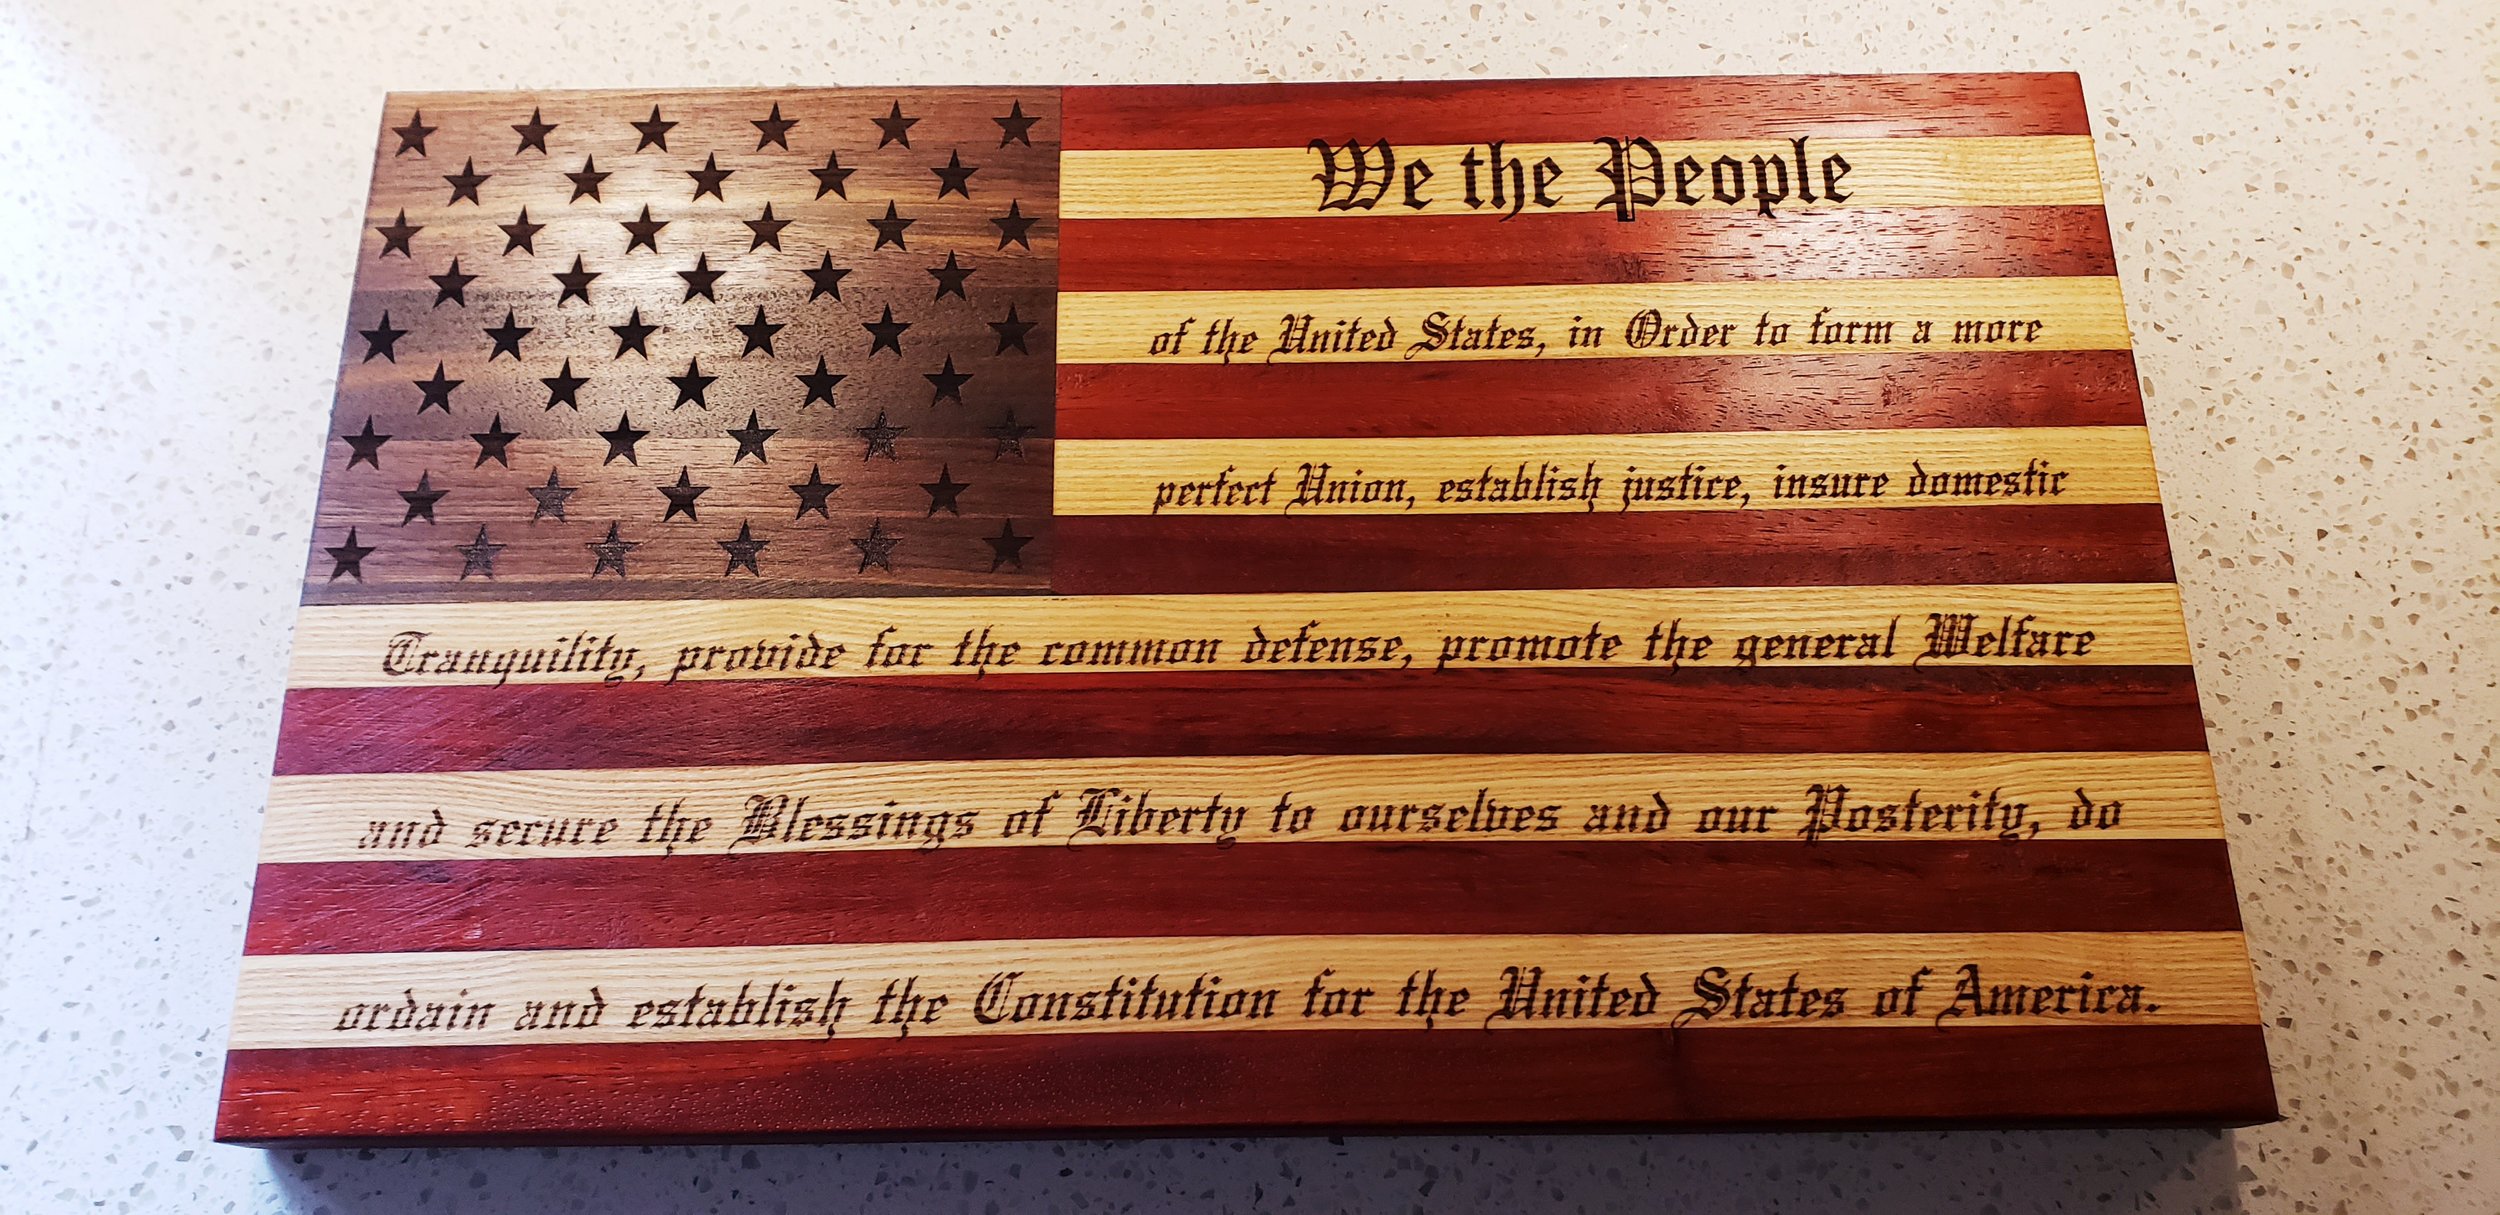 We the People
of the United States, in Order to form a more
perfect Union, establish justice, insure domestic
Tranquility, provide for the common defense, promote the general Welfare
and secure the Blessings of Liberty to ourselves and our Posterity, do
ordain and establish the Constitution for the United States of America.